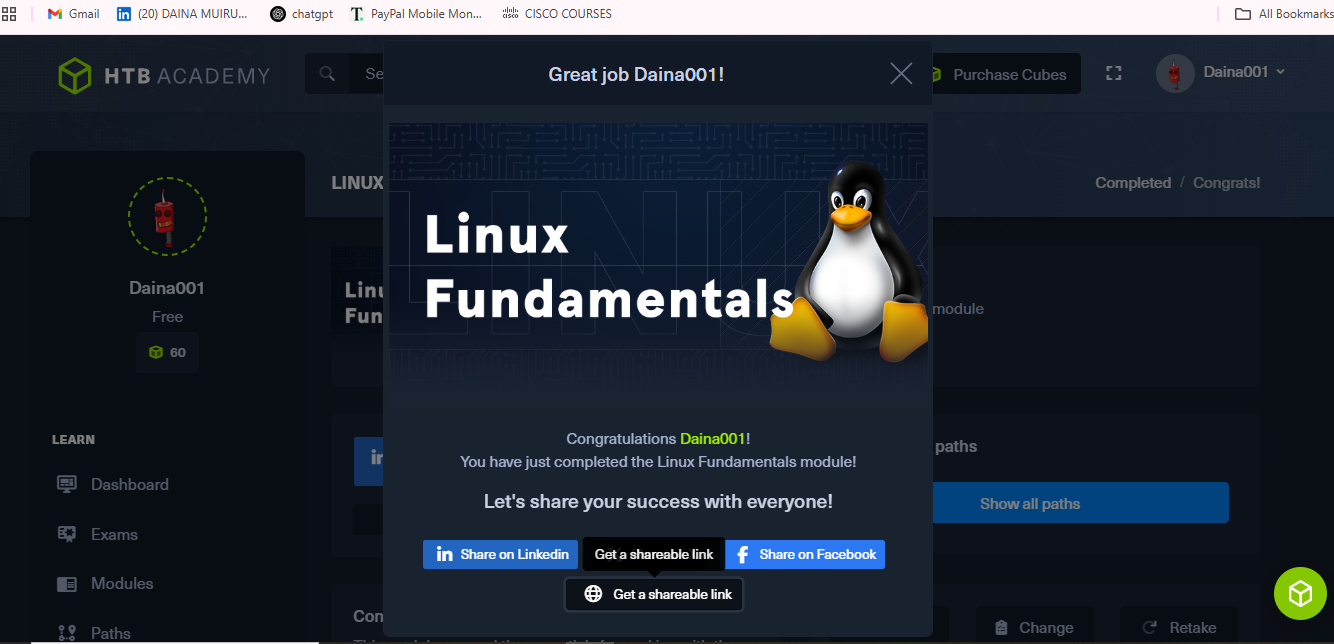 Gmail
(20) DAINA MUIRU...
chatgpt
PayPal Mobile Mon...
CISCO COURSES
All Bookmarks
HTB ACADEMY
Se
Great job Daina001!
Purchase Cubes
Daina001
LINUX
Completed / Congrats!
Daina001
Free
60
Linux
Fundamentals
module
Congratulations Daina001!
You have just completed the Linux Fundamentals module!
Let's share your success with everyone!
LEARN
Dashboard
Exams
Modules
Paths
paths
Show all paths
in
Share on Linkedin
Get a shareable link
Share on Facebook
Get a shareable link
Con
Change
Retake